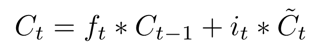 $C_t = f_t * C_{t-1} + i_t * \tilde{C}_t$